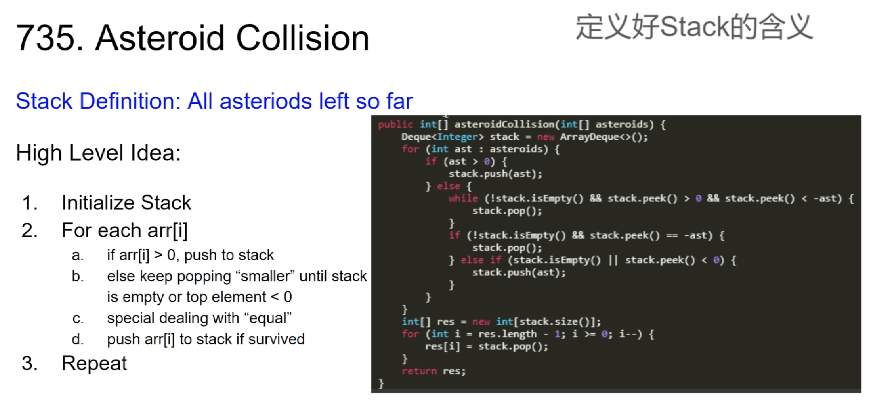 735. Asteroid Collision
定义好Stack的含义
Stack Definition: All asteriods left so far
High Level Idea:
1. Initialize Stack
2. For each arr[i]
a. if arr[i] > 0, push to stack
b. else keep popping “smaller” until stack
is empty or top element < 0
c. special dealing with “equal”
d. push arr[i] to stack if survived
3. Repeat
public int[] asteroidCollision(int[] asteroids) {
Deque<Integer> stack = new ArrayDeque<>();
for (int ast : asteroids) {
if (ast > 0) {
stack.push(ast);
} else {
while (!stack.isEmpty() && stack.peek() > 0 && stack.peek() < -ast) {
stack.pop();
}
if (!stack.isEmpty() && stack.peek() == -ast) {
stack.pop();
} else if (stack.isEmpty() || stack.peek() < 0) {
stack.push(ast);
}
}
}
int[] res = new int[stack.size()];
for (int i = res.length - 1; i >= 0; i--) {
res[i] = stack.pop();
}
return res;
}